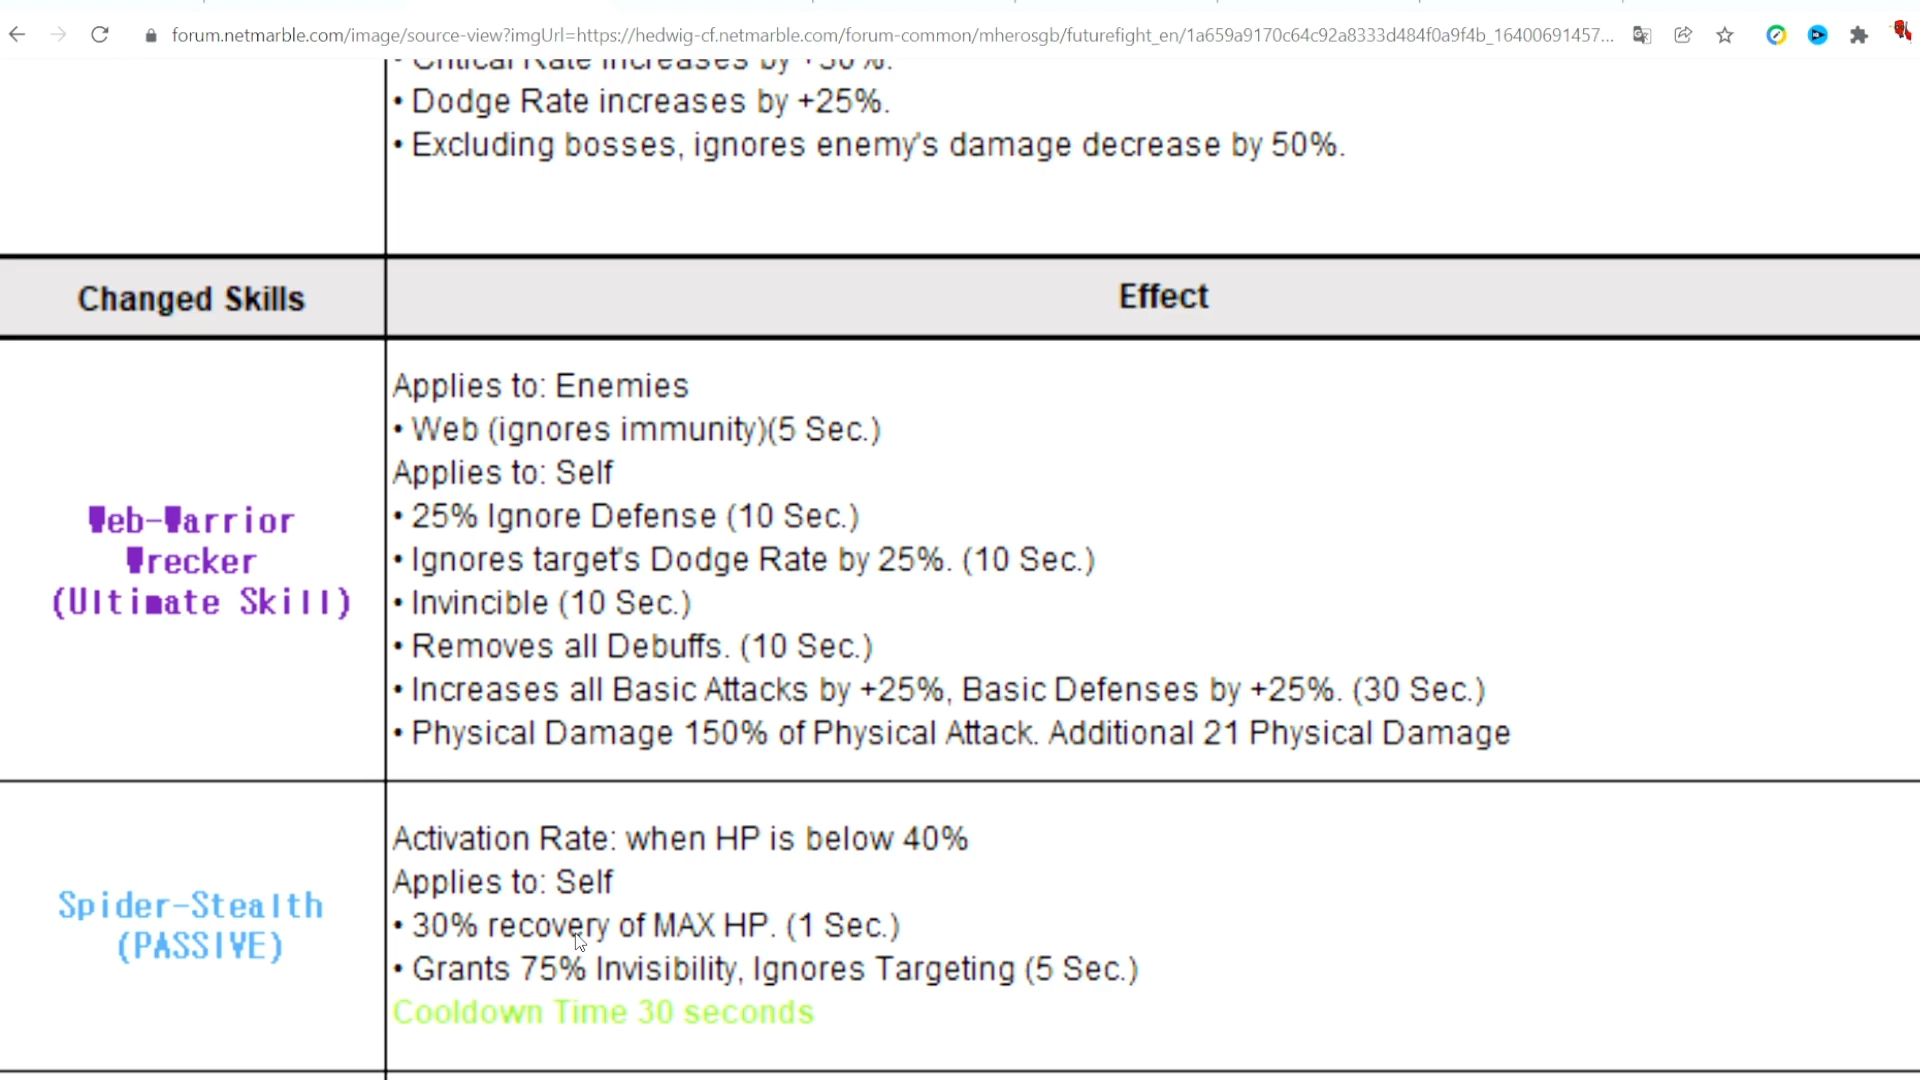 forum.netmarble.com/image/source-view?imgUrl=https://hedwig-cf.netmarble.com/forum-common/mherosgb/futurefight_en/1a659a9170c64c92a8333d484f0a9f4b_16400691457...
• Critical Rate increases by +50%.
• Dodge Rate increases by +25%.
• Excluding bosses, ignores enemy's damage decrease by 50%.
Changed Skills
Effect
Web-Warrior
Wrecker
(Ultimate Skill)
Applies to: Enemies
• Web (ignores immunity)(5 Sec.)
Applies to: Self
• 25% Ignore Defense (10 Sec.)
• Ignores target's Dodge Rate by 25%. (10 Sec.)
• Invincible (10 Sec.)
• Removes all Debuffs. (10 Sec.)
• Increases all Basic Attacks by +25%, Basic Defenses by +25%. (30 Sec.)
• Physical Damage 150% of Physical Attack. Additional 21 Physical Damage
Spider-Stealth
(PASSIVE)
Activation Rate: when HP is below 40%
Applies to: Self
• 30% recovery of MAX HP. (1 Sec.)
• Grants 75% Invisibility, Ignores Targeting (5 Sec.)
Cooldown Time 30 seconds